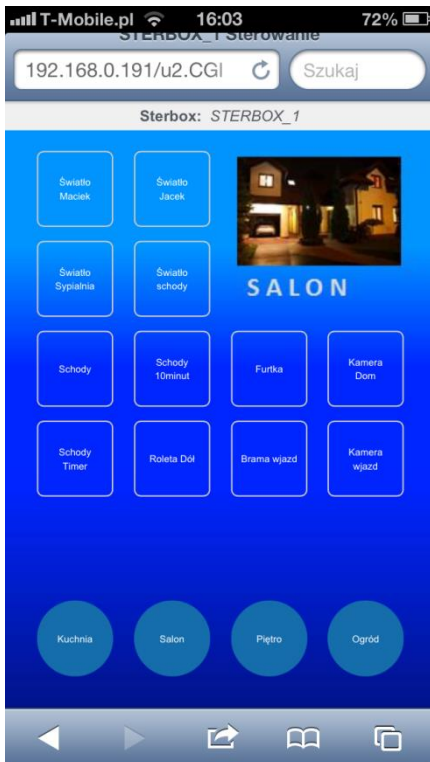 T-Mobile.pl 16:03 72%
STERBOX_1 Sterowanie
192.168.0.191/u2.CGI
Szukaj
Sterbox: STERBOX_1
Światło
Maciek
Światło
Jacek
Światło
Sypialnia
Światło
schody
SALON
Schody
Schody
10minut
Furtka
Kamera
Dom
Schody
Timer
Roleta Dół
Brama wjazd
Kamera
wjazd
Kuchnia
Salon
Piętro
Ogród